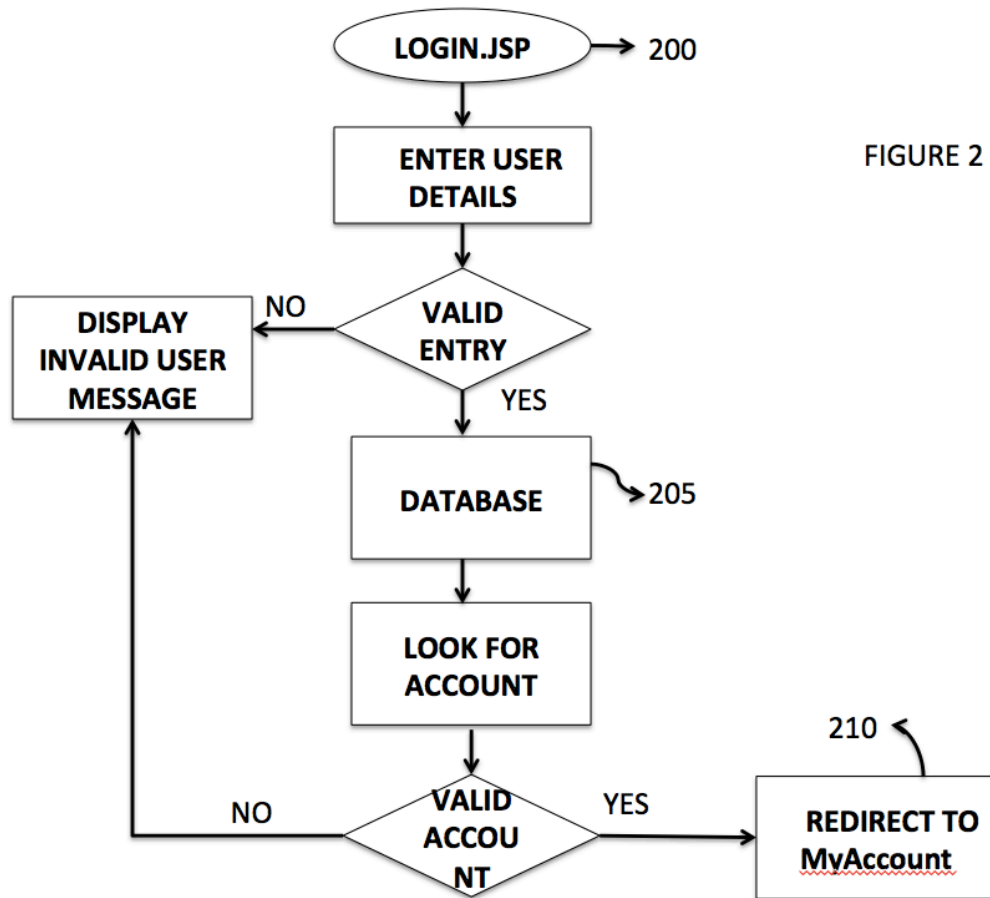 LOGIN.JSP
200
ENTER USER
DETAILS
FIGURE 2
VALID
ENTRY
NO
DISPLAY
INVALID USER
MESSAGE
YES
DATABASE
205
LOOK FOR
ACCOUNT
210
VALID
ACCOU
NT
NO
YES
REDIRECT TO
MyAccount